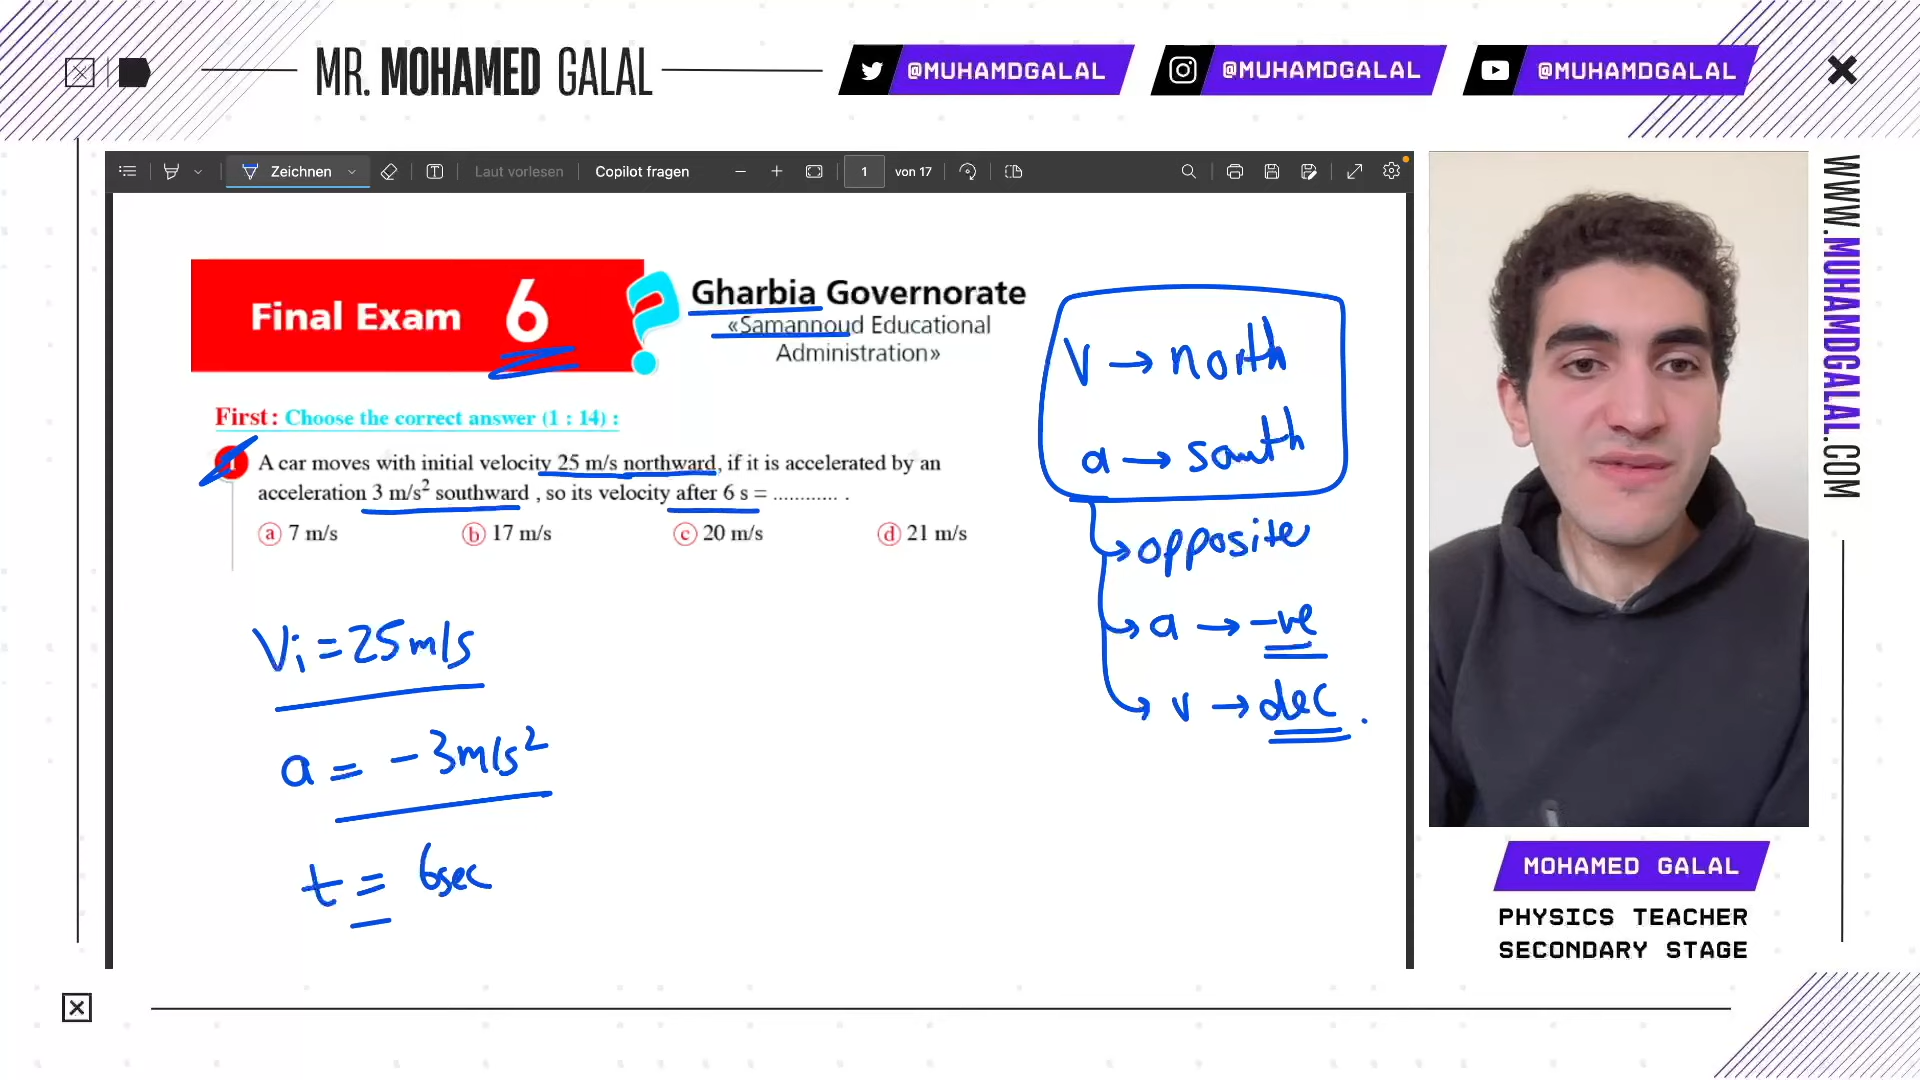 MR. MOHAMED GALAL
@MUHAMDGALAL
@MUHAMDGALAL
@MUHAMDGALAL
Zeichnen
Laut vorlesen
Copilot fragen
1
von 17
Final Exam 6
Gharbia Governorate
«Samannoud Educational
Administration»
First: Choose the correct answer (1 : 14) :
1 A car moves with initial velocity 25 m/s northward, if it is accelerated by an
acceleration 3 m/s² southward , so its velocity after 6 s = ............ .
a 7 m/s
b 17 m/s
c 20 m/s
d 21 m/s
Vi = 25 m/s
a = - 3 m/s²
t = 6sec
V → north
a → south
→ opposite
→ a → -ve
→ v → dec.
WWW.MUHAMDGALAL.COM
MOHAMED GALAL
PHYSICS TEACHER
SECONDARY STAGE